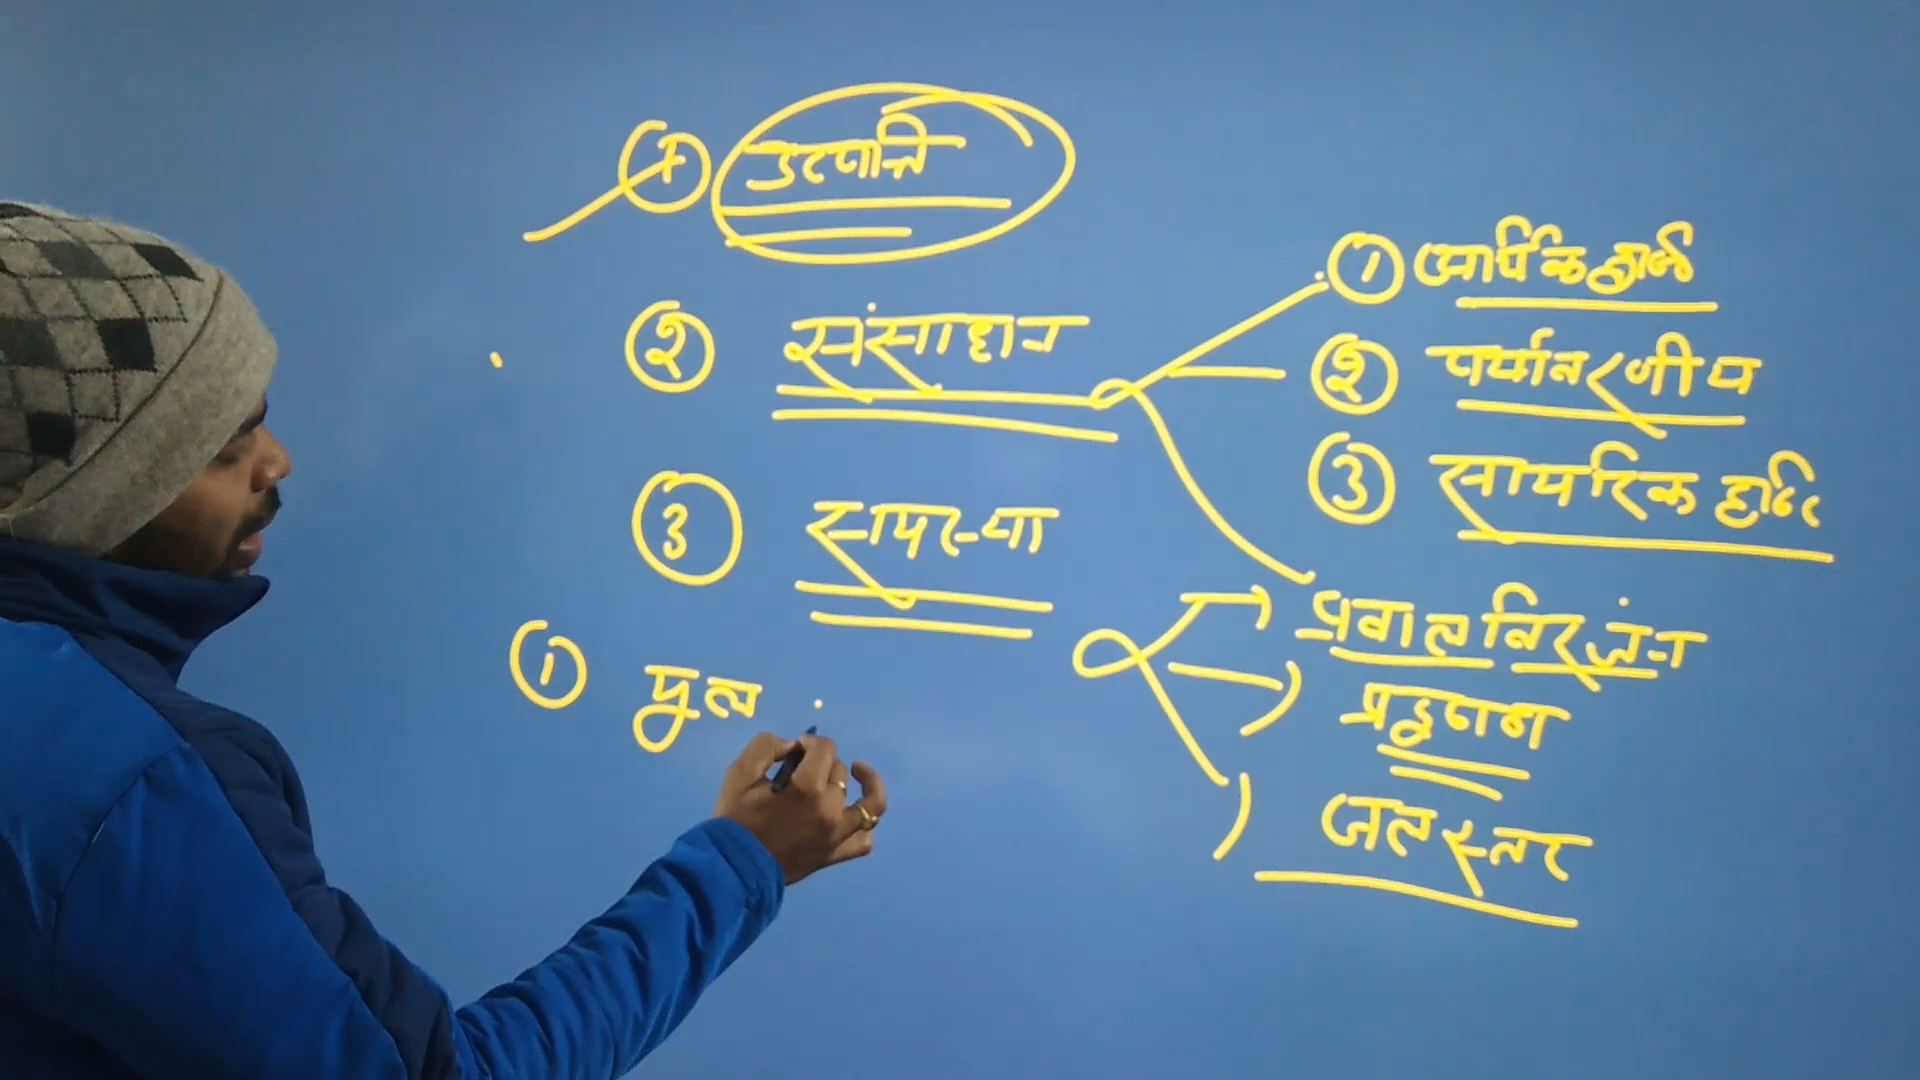 ① उत्पत्ति
② संसाधन
③ समस्या
① आर्थिक दृष्टि
② पर्यावरणीय
③ सामरिक दृष्टि
प्रवाल विरंजन
प्रदूषण
जल स्तर
① मूल्य